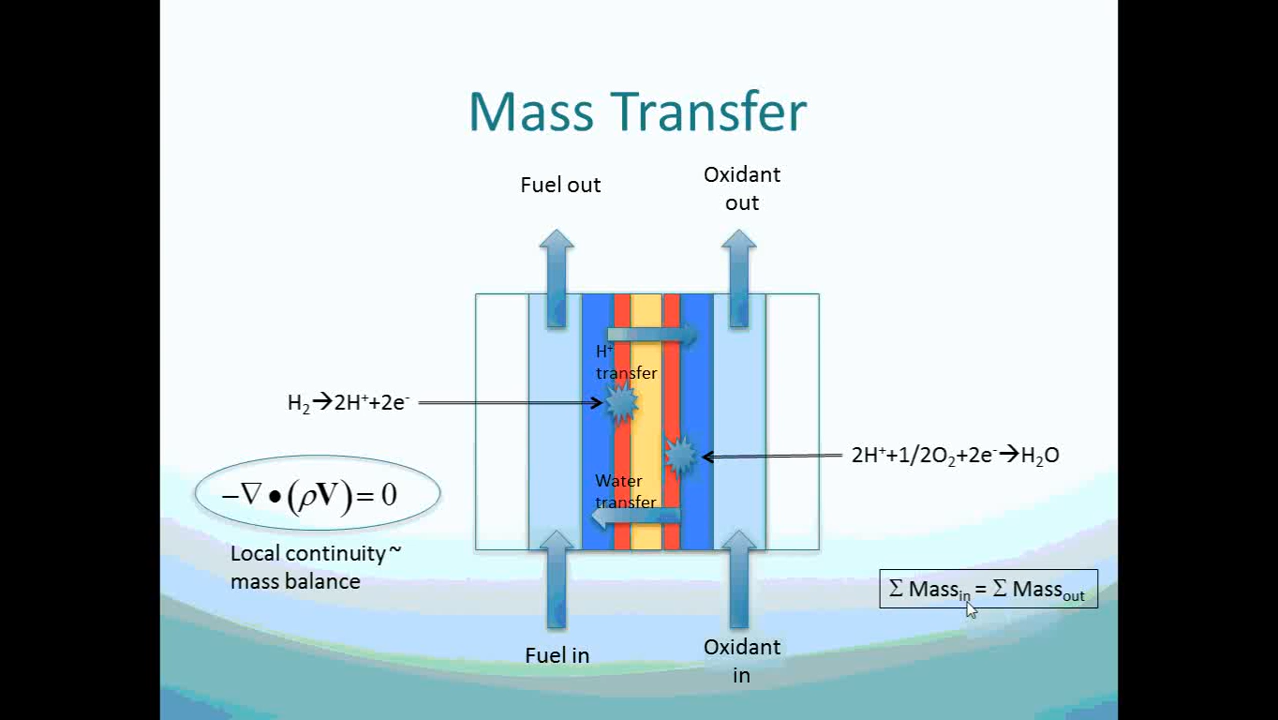 Mass Transfer
Fuel out
Oxidant
out
H⁺
transfer
H₂→2H⁺+2e⁻
2H⁺+1/2O₂+2e⁻→H₂O
Water
transfer
−∇•(ρV)=0
Local continuity ~
mass balance
Σ Massᵢₙ = Σ Massₒᵤₜ
Fuel in
Oxidant
in